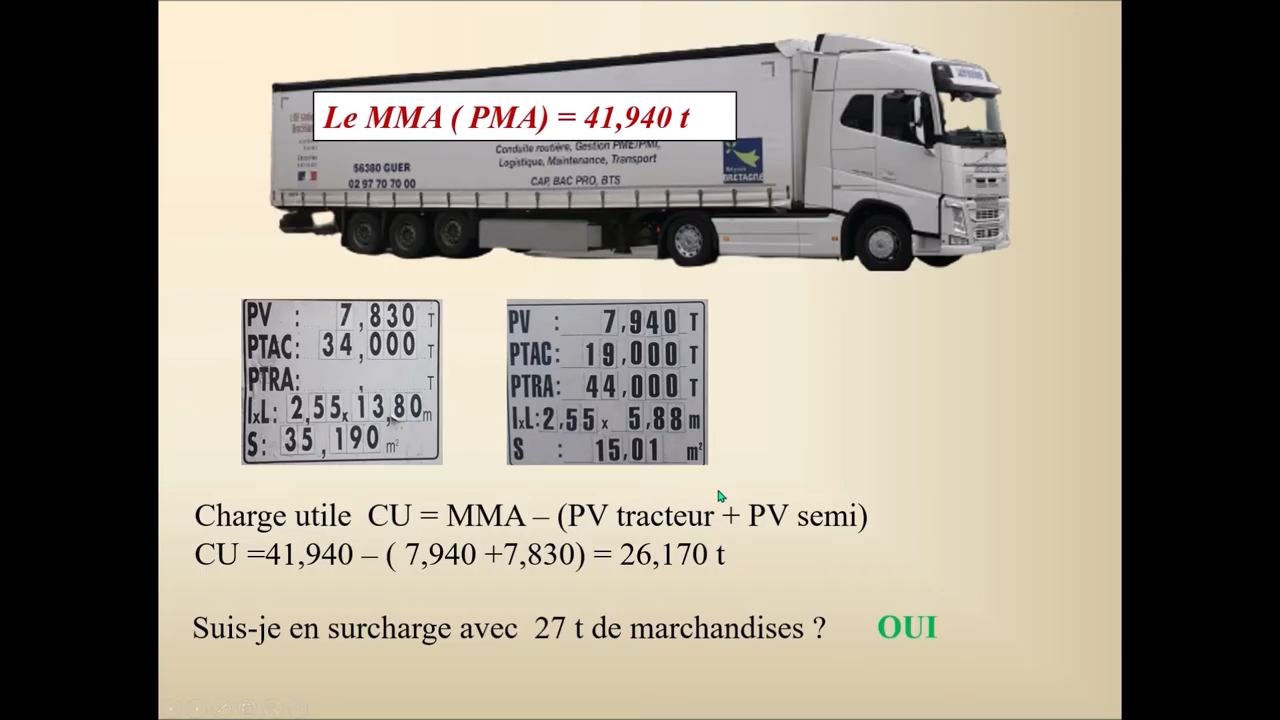 Le MMA ( PMA) = 41,940 t
Conduite routière, Gestion PME/PMI,
Logistique, Maintenance, Transport
CAP, BAC PRO, BTS
56380 GUER
02 97 70 70 00
BRETAGNE
PV : 7,830 T
PTAC: 34,000 T
PTRA: , T
lxL: 2,55x13,80m
S: 35,190 m²
PV : 7,940 T
PTAC: 19,000 T
PTRA: 44,000 T
lxL:2,55 x 5,88 m
S : 15,01 m²
Charge utile CU = MMA – (PV tracteur + PV semi)
CU =41,940 – ( 7,940 +7,830) = 26,170 t
Suis-je en surcharge avec 27 t de marchandises ? OUI